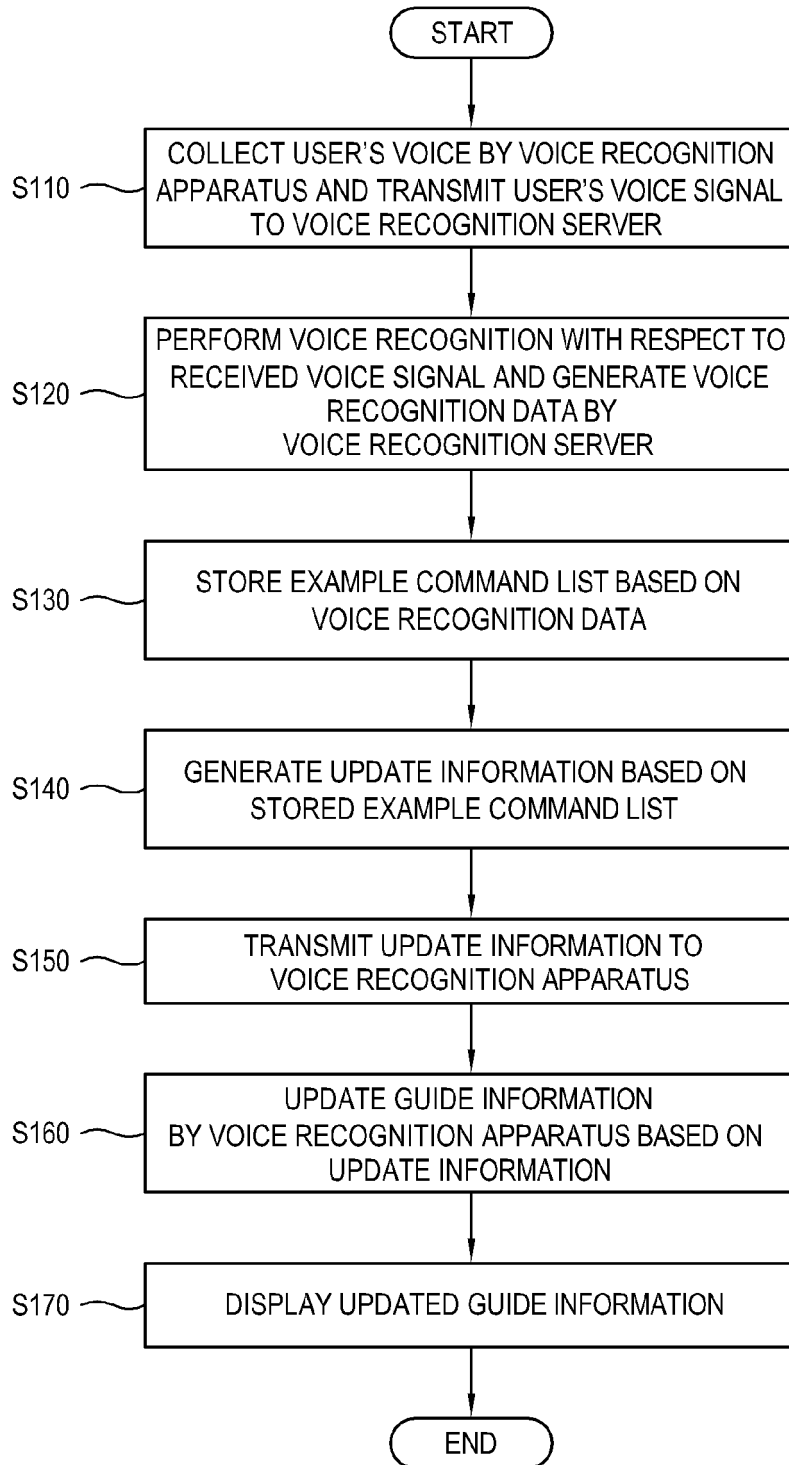 START
S110
COLLECT USER'S VOICE BY VOICE RECOGNITION
APPARATUS AND TRANSMIT USER'S VOICE SIGNAL
TO VOICE RECOGNITION SERVER
S120
PERFORM VOICE RECOGNITION WITH RESPECT TO
RECEIVED VOICE SIGNAL AND GENERATE VOICE
RECOGNITION DATA BY
VOICE RECOGNITION SERVER
S130
STORE EXAMPLE COMMAND LIST BASED ON
VOICE RECOGNITION DATA
S140
GENERATE UPDATE INFORMATION BASED ON
STORED EXAMPLE COMMAND LIST
S150
TRANSMIT UPDATE INFORMATION TO
VOICE RECOGNITION APPARATUS
S160
UPDATE GUIDE INFORMATION
BY VOICE RECOGNITION APPARATUS BASED ON
UPDATE INFORMATION
S170
DISPLAY UPDATED GUIDE INFORMATION
END